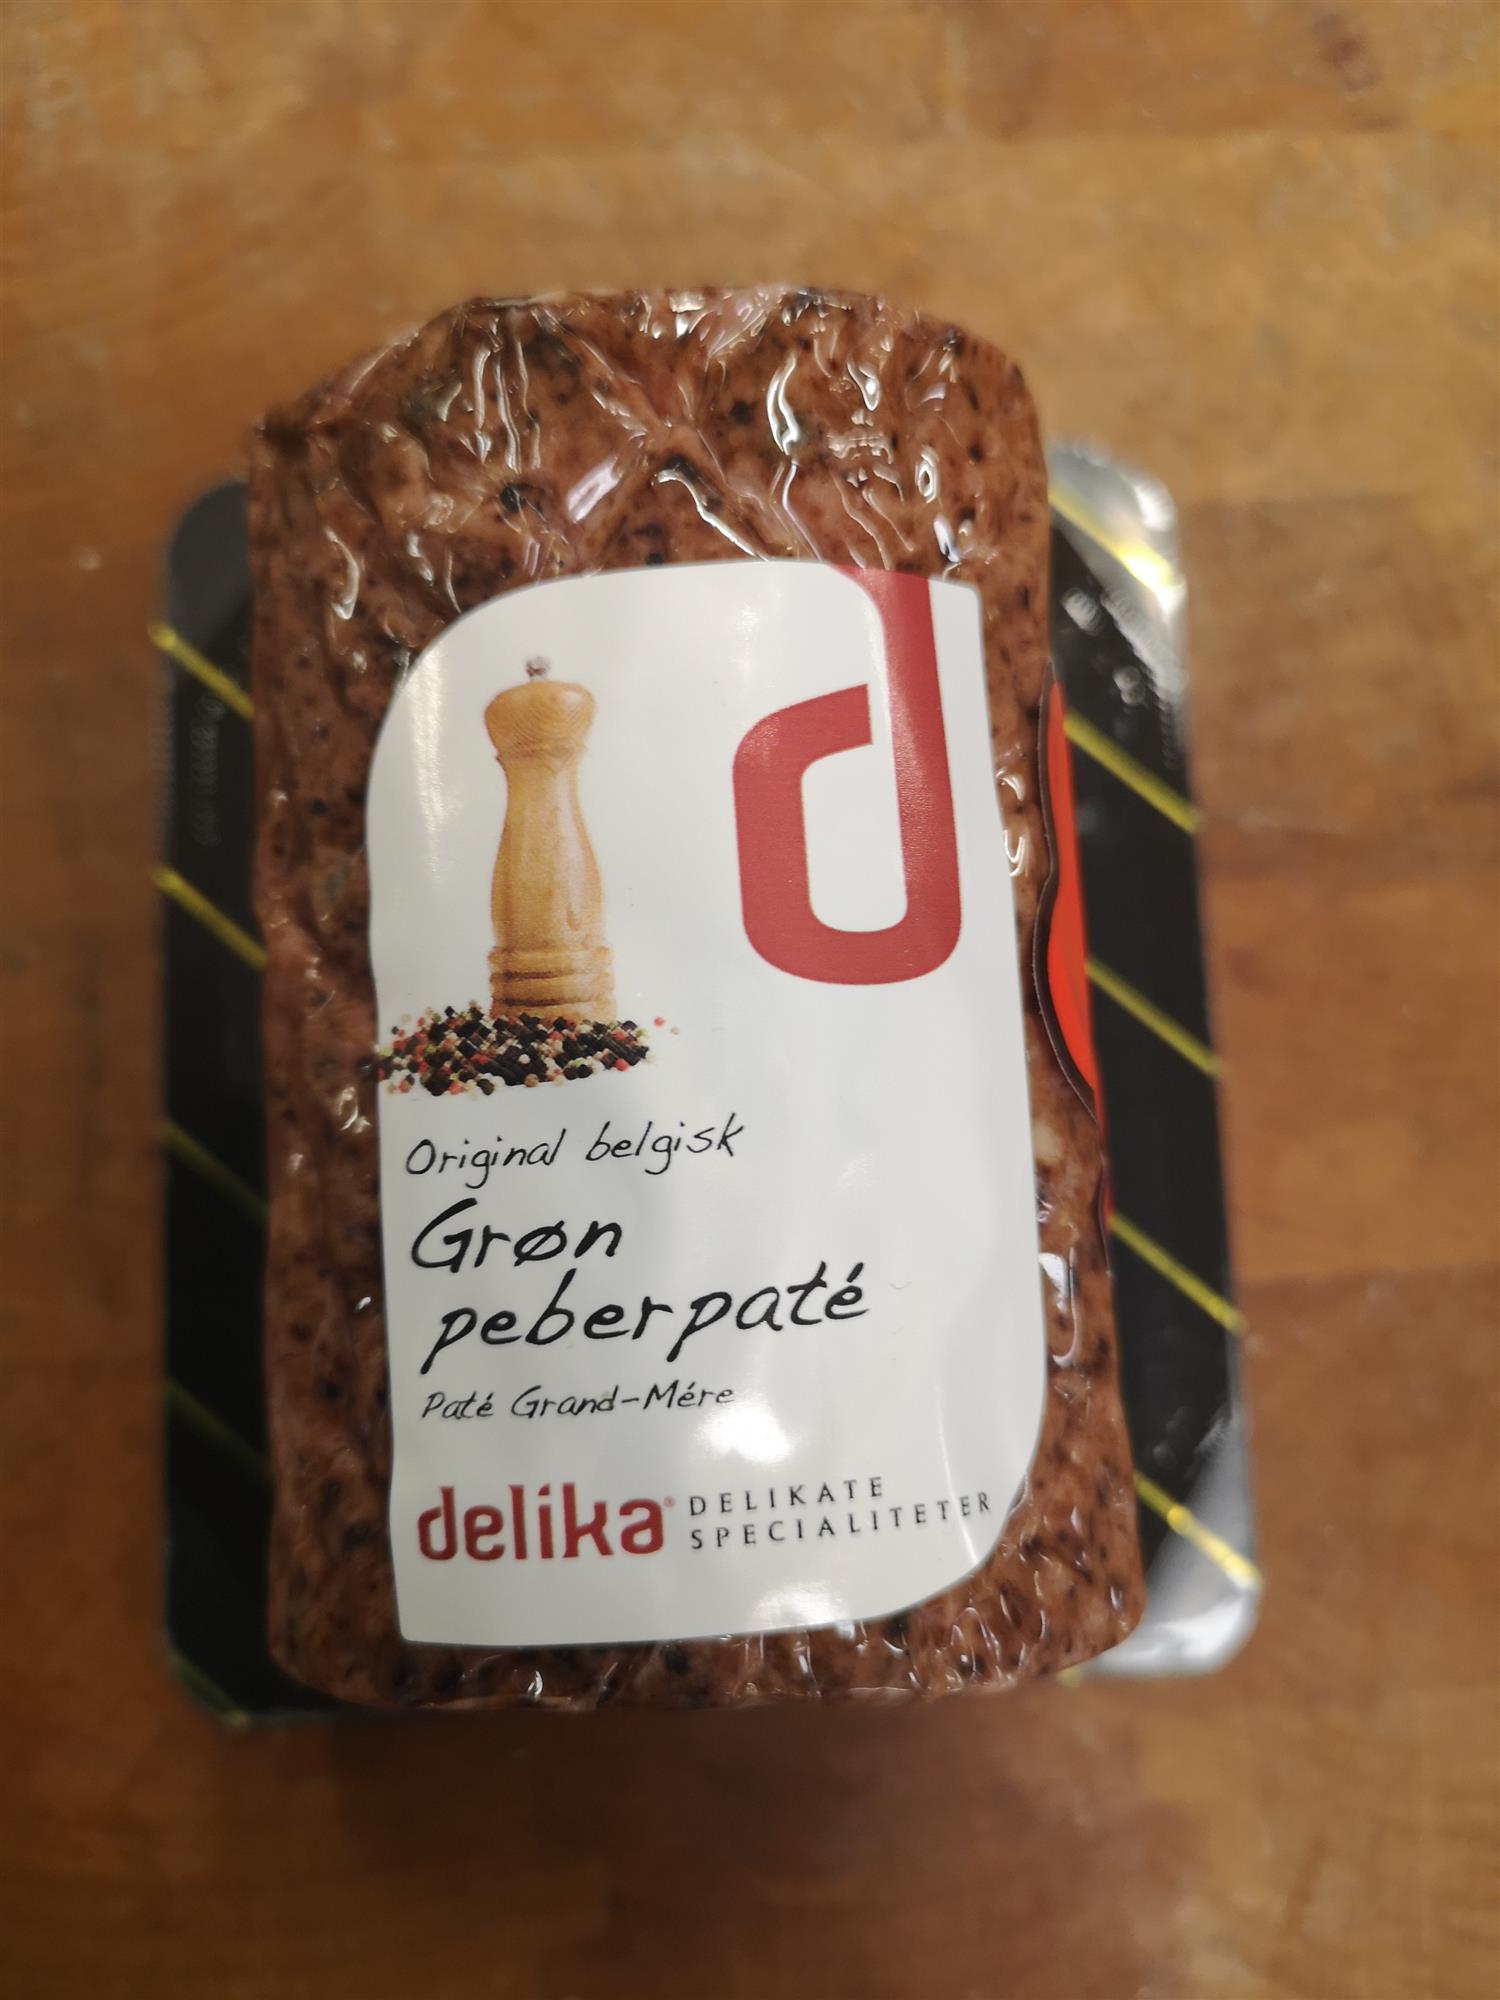 d
Original belgisk
Grøn
peberpaté
Paté Grand-Mére
delika® DELIKATE
SPECIALITETER